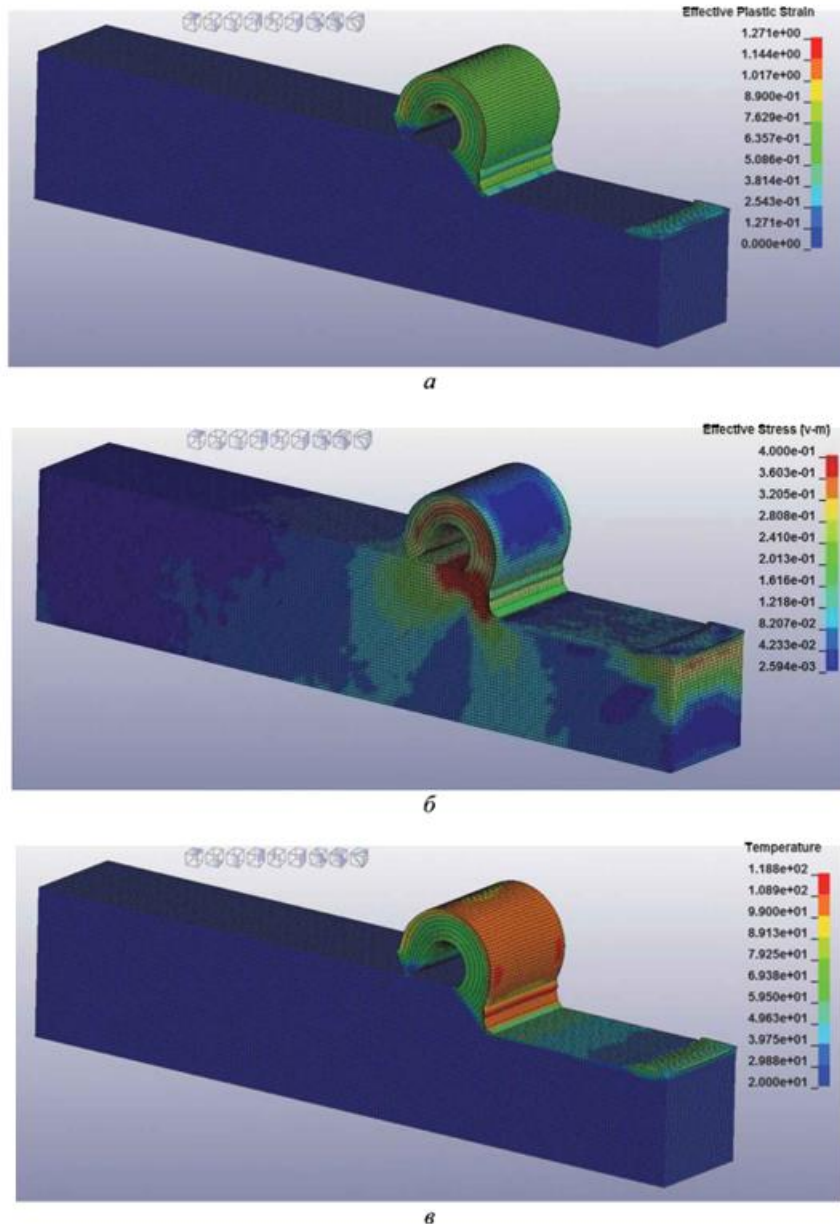 Effective Plastic Strain
1.271e+00
1.144e+00
1.017e+00
8.900e-01
7.629e-01
6.357e-01
5.086e-01
3.814e-01
2.543e-01
1.271e-01
0.000e+00
а
Effective Stress (v-m)
4.000e-01
3.603e-01
3.205e-01
2.808e-01
2.410e-01
2.013e-01
1.616e-01
1.218e-01
8.207e-02
4.233e-02
2.594e-03
б
Temperature
1.188e+02
1.089e+02
9.900e+01
8.913e+01
7.925e+01
6.938e+01
5.950e+01
4.963e+01
3.975e+01
2.988e+01
2.000e+01
в